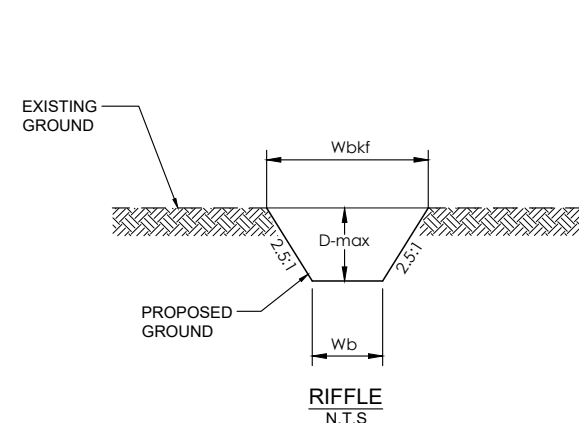 EXISTING
GROUND
Wbkf
D-max
2.5:1
2.5:1
PROPOSED
GROUND
Wb
RIFFLE
N.T.S